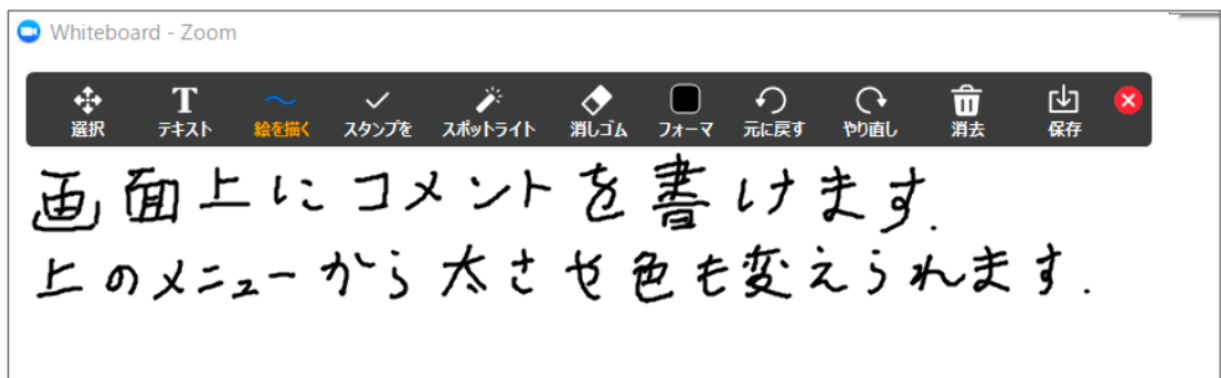 Whiteboard - Zoom
選択 テキスト 絵を描く スタンプを スポットライト 消しゴム フォーマ 元に戻す やり直し 消去 保存
画面上にコメントを書けます.
上のメニューから太さや色も変えられます.